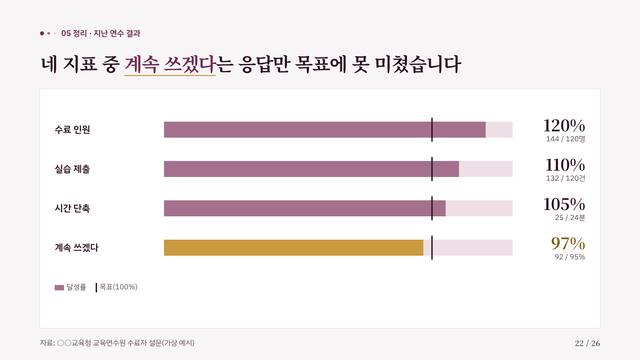 05 정리 · 지난 연수 결과
네 지표 중 계속 쓰겠다는 응답만 목표에 못 미쳤습니다
수료 인원
120%
144 / 120명
실습 제출
110%
132 / 120건
시간 단축
105%
25 / 24분
계속 쓰겠다
97%
92 / 95%
달성률 목표(100%)
자료: ○○교육청 교육연수원 수료자 설문(가상 예시)
22 / 26